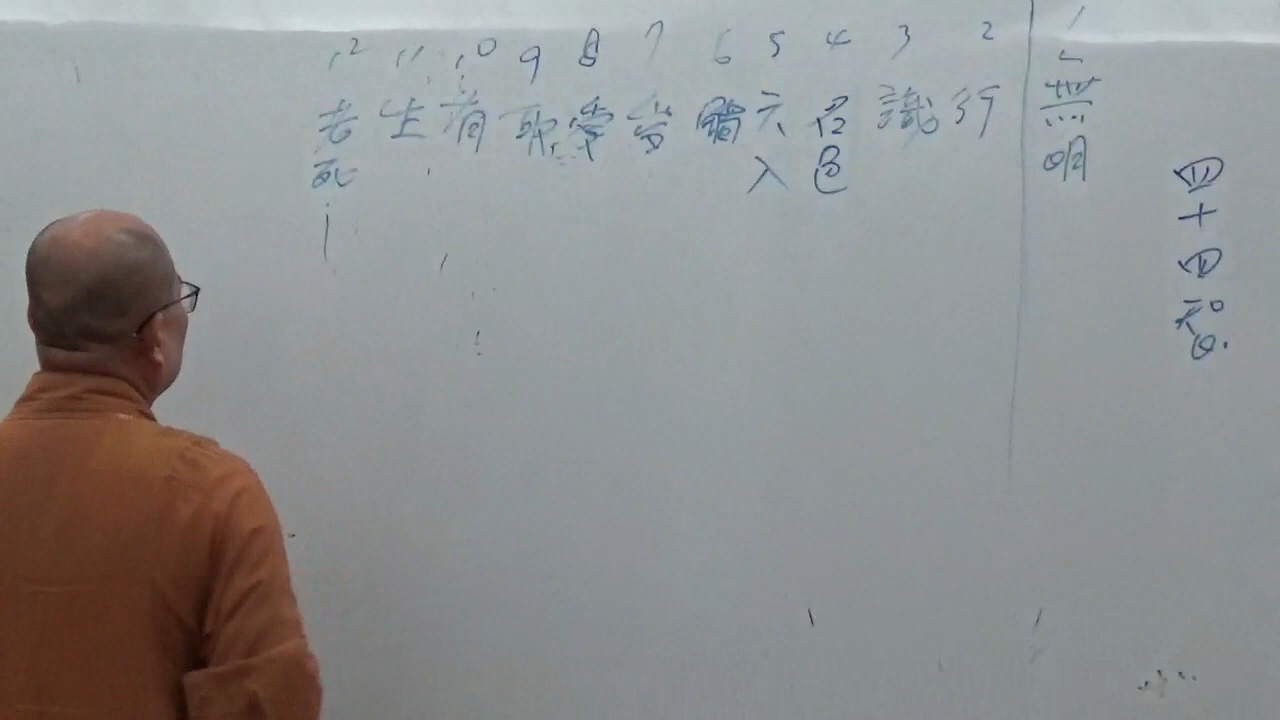 四十四智
1 無明
2 行
3 識
4 名色
5 六入
6 觸
7 受
8 愛
9 取
10 有
11 生
12 老死